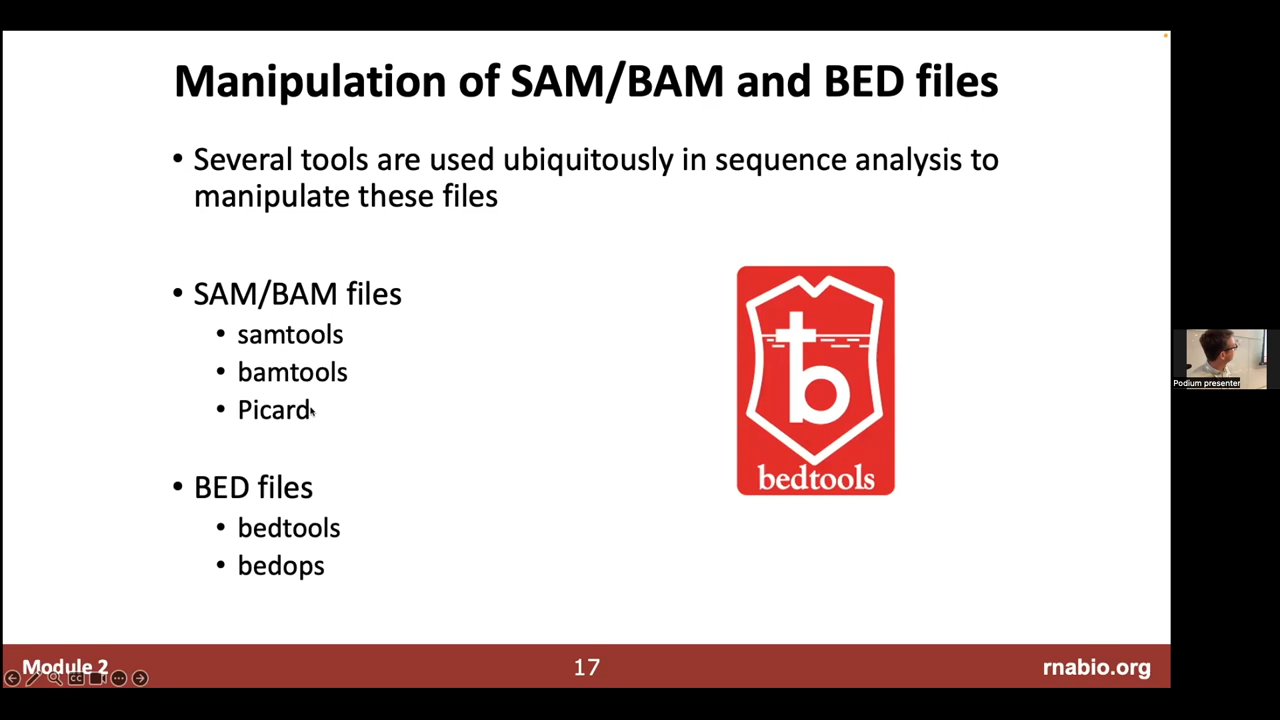 Manipulation of SAM/BAM and BED files
• Several tools are used ubiquitously in sequence analysis to
manipulate these files
• SAM/BAM files
• samtools
• bamtools
• Picard
• BED files
• bedtools
• bedops
b
bedtools
Podium presenter
Module 2
CC
17
rnabio.org